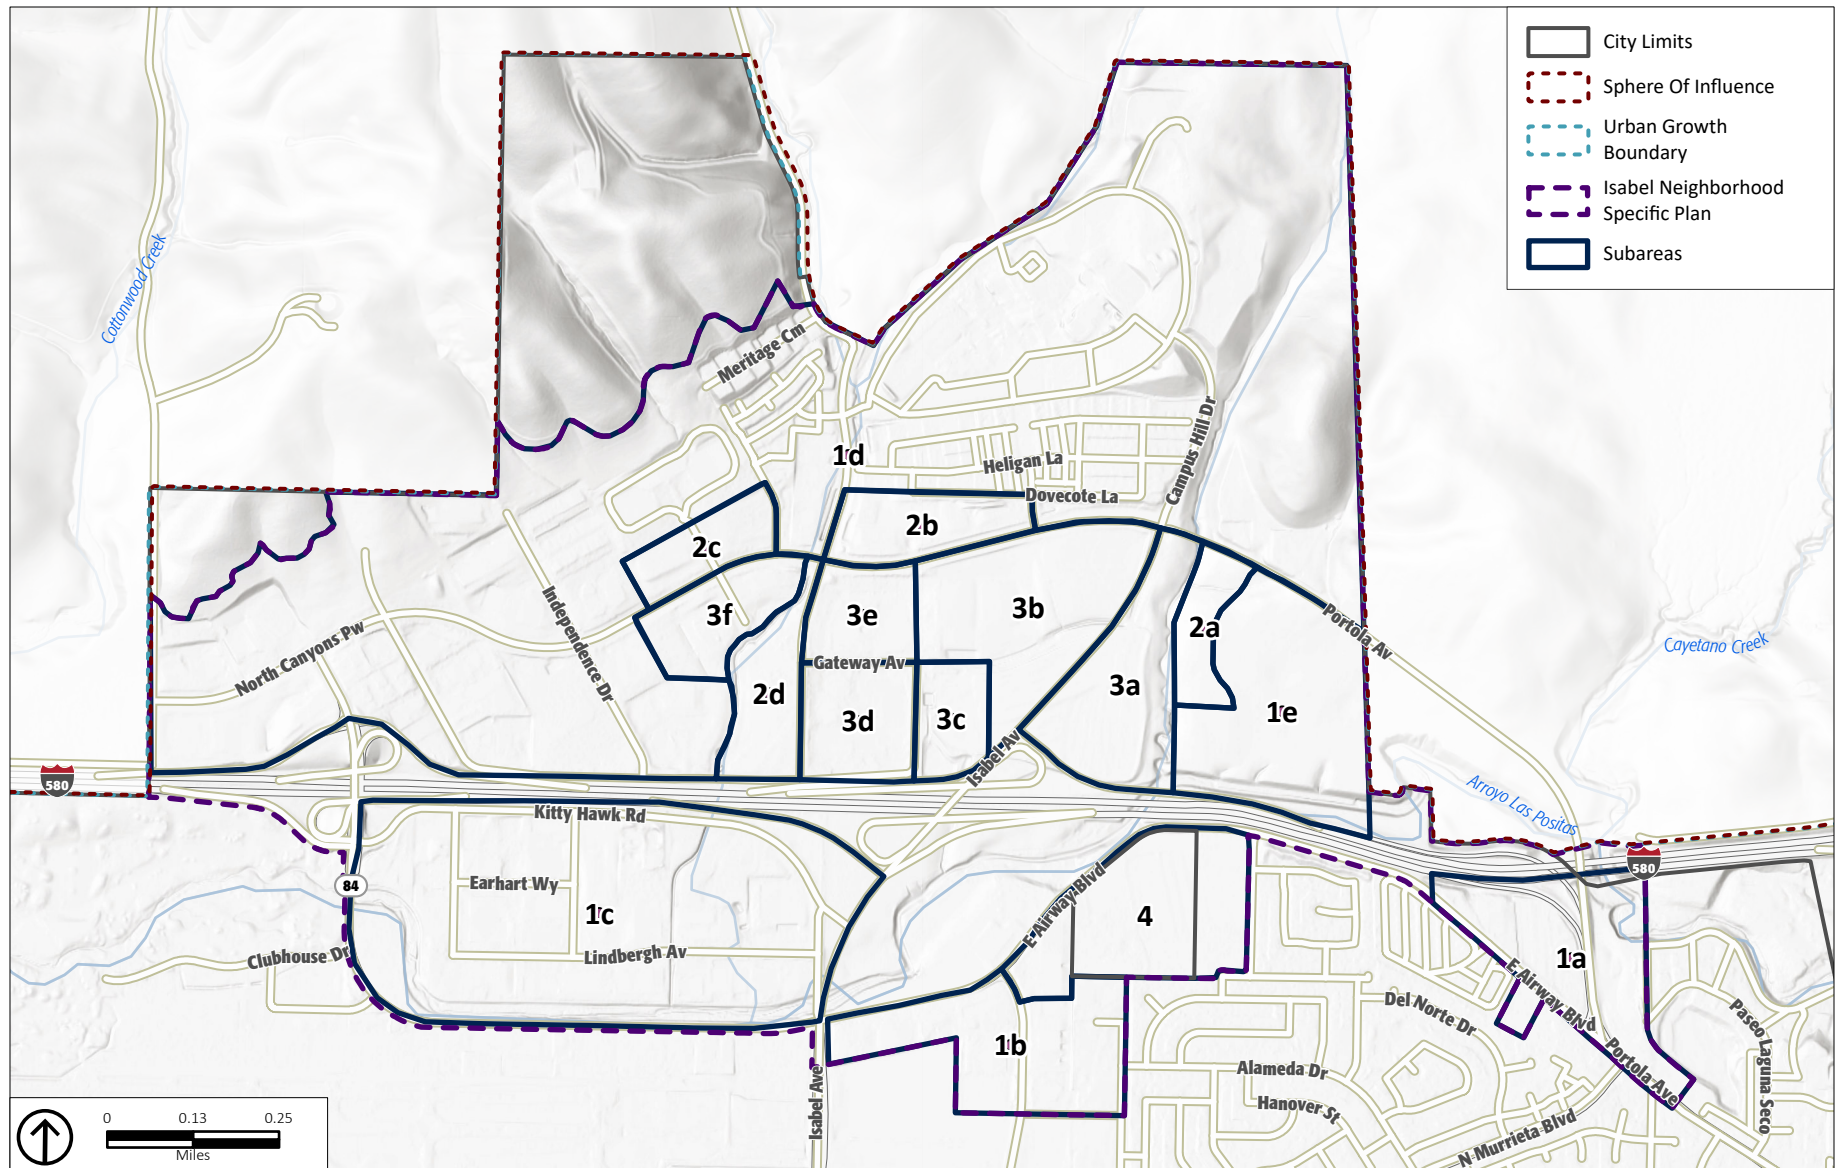 City Limits
Sphere Of Influence
Urban Growth
Boundary
Isabel Neighborhood
Specific Plan
Subareas
Cottonwood Creek
Meritage Cm
1d
Heligan La
Campus Hill Dr
Dovecote La
2b
2c
Independence Dr
3f
3e
3b
2a
Portola Av
Cayetano Creek
North Canyons Pw
Gateway Av
2d
3d
3c
3a
1e
Isabel Av
580
Arroyo Las Positas
Kitty Hawk Rd
580
84
Earhart Wy
1c
E Airway Blvd
4
Clubhouse Dr
Lindbergh Av
1a
E Airway Blvd
Del Norte Dr
1b
Portola Ave
Paseo Laguna Seco
Alameda Dr
Isabel Ave
Hanover St
N Murrieta Blvd
0 0.13 0.25
Miles